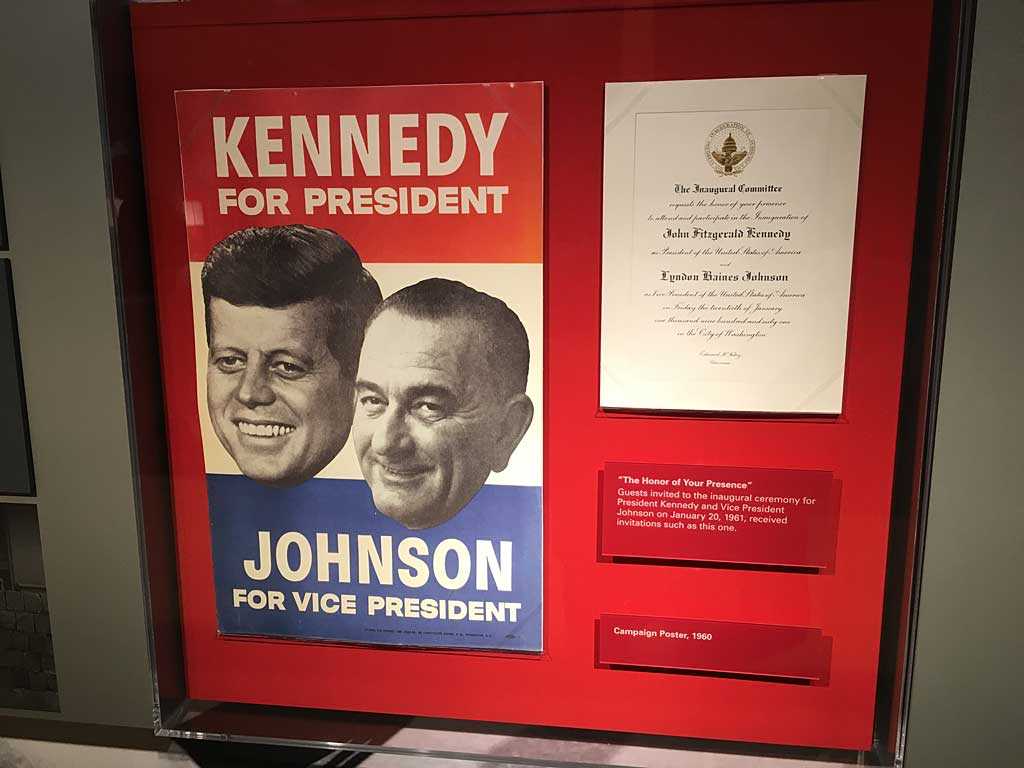 KENNEDY
FOR PRESIDENT
JOHNSON
FOR VICE PRESIDENT
The Inaugural Committee
requests the honor of your presence
to attend and participate in the Inauguration of
John Fitzgerald Kennedy
as President of the United States of America
and
Lyndon Baines Johnson
as Vice President of the United States of America
on Friday the twentieth of January
one thousand nine hundred and sixty one
in the City of Washington
"The Honor of Your Presence"
Guests invited to the inaugural ceremony for
President Kennedy and Vice President
Johnson on January 20, 1961, received
invitations such as this one.
Campaign Poster, 1960